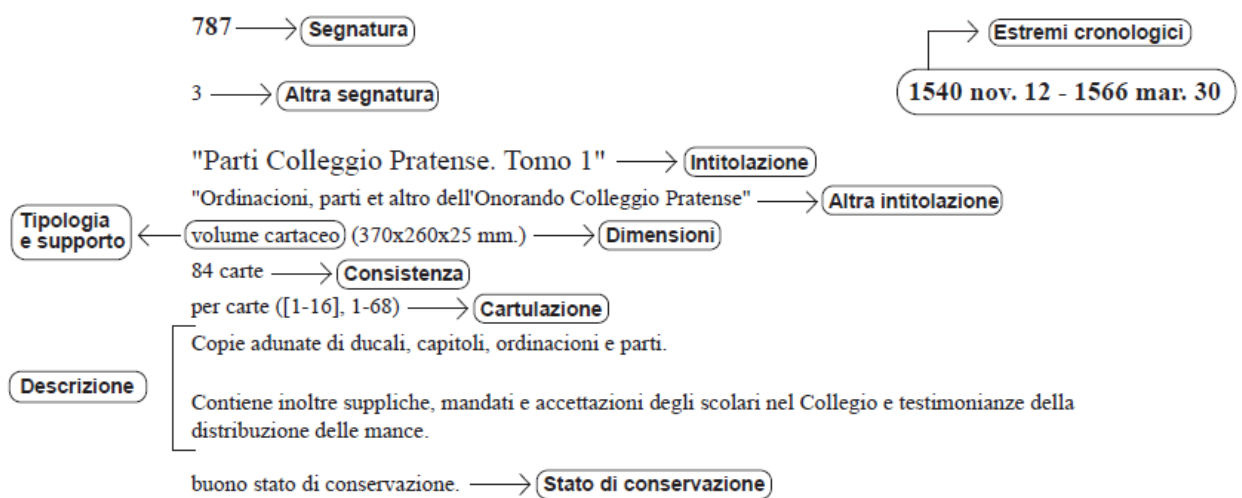 787 Segnatura
Estremi cronologici
3 Altra segnatura
1540 nov. 12 - 1566 mar. 30
"Parti Colleggio Pratense. Tomo 1" Intitolazione
"Ordinacioni, parti et altro dell'Onorando Colleggio Pratense" Altra intitolazione
Tipologia
e supporto
volume cartaceo (370x260x25 mm.) Dimensioni
84 carte Consistenza
per carte ([1-16], 1-68) Cartulazione
Descrizione
Copie adunate di ducali, capitoli, ordinacioni e parti.
Contiene inoltre suppliche, mandati e accettazioni degli scolari nel Collegio e testimonianze della
distribuzione delle mance.
buono stato di conservazione. Stato di conservazione